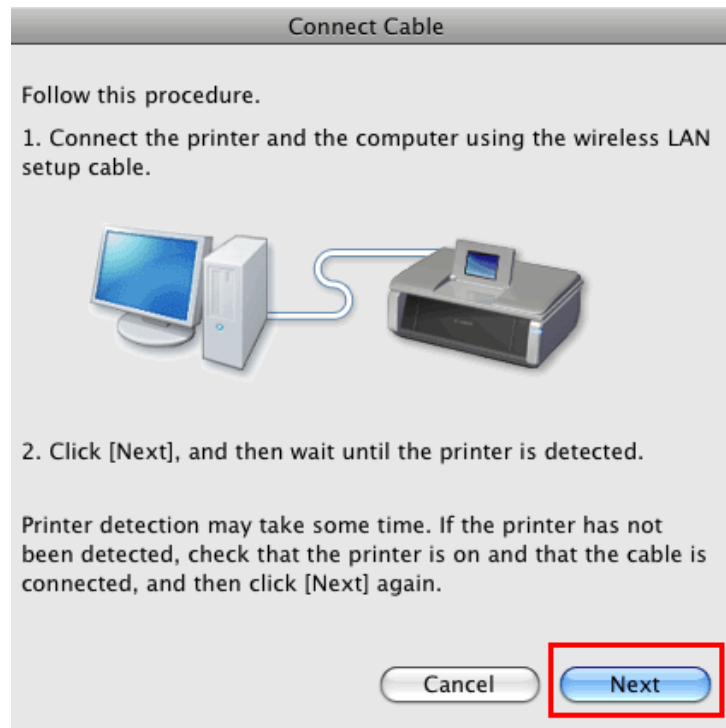 Connect Cable
Follow this procedure.
1. Connect the printer and the computer using the wireless LAN
setup cable.
2. Click [Next], and then wait until the printer is detected.
Printer detection may take some time. If the printer has not
been detected, check that the printer is on and that the cable is
connected, and then click [Next] again.
Cancel
Next